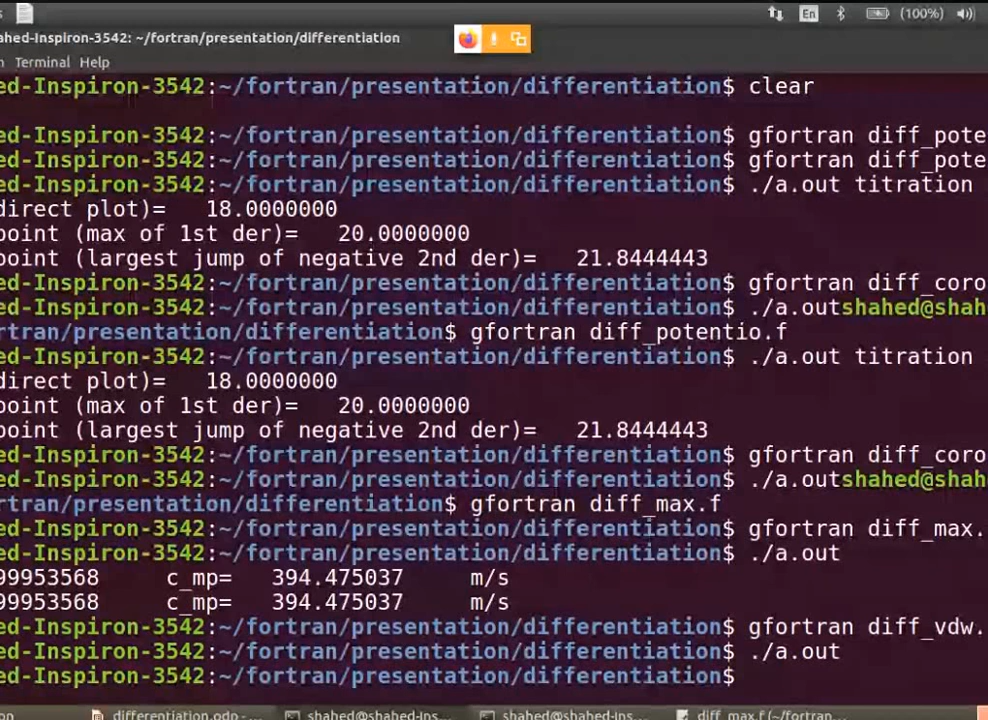 En (100%)
ahed-Inspiron-3542: ~/fortran/presentation/differentiation
Terminal Help
ed-Inspiron-3542:~/fortran/presentation/differentiation$ clear
ed-Inspiron-3542:~/fortran/presentation/differentiation$ gfortran diff_pote
ed-Inspiron-3542:~/fortran/presentation/differentiation$ gfortran diff_pote
ed-Inspiron-3542:~/fortran/presentation/differentiation$ ./a.out titration
direct plot)= 18.0000000
point (max of 1st der)= 20.0000000
point (largest jump of negative 2nd der)= 21.8444443
ed-Inspiron-3542:~/fortran/presentation/differentiation$ gfortran diff_coro
ed-Inspiron-3542:~/fortran/presentation/differentiation$ ./a.outshahed@shah
rtran/presentation/differentiation$ gfortran diff_potentio.f
ed-Inspiron-3542:~/fortran/presentation/differentiation$ ./a.out titration
direct plot)= 18.0000000
point (max of 1st der)= 20.0000000
point (largest jump of negative 2nd der)= 21.8444443
ed-Inspiron-3542:~/fortran/presentation/differentiation$ gfortran diff_coro
ed-Inspiron-3542:~/fortran/presentation/differentiation$ ./a.outshahed@shah
rtran/presentation/differentiation$ gfortran diff_max.f
ed-Inspiron-3542:~/fortran/presentation/differentiation$ gfortran diff_max.
ed-Inspiron-3542:~/fortran/presentation/differentiation$ ./a.out
99953568 c_mp= 394.475037 m/s
99953568 c_mp= 394.475037 m/s
ed-Inspiron-3542:~/fortran/presentation/differentiation$ gfortran diff_vdw.
ed-Inspiron-3542:~/fortran/presentation/differentiation$ ./a.out
ed-Inspiron-3542:~/fortran/presentation/differentiation$
differentiation.odp - ... shahed@shahed-Ins... shahed@shahed-Ins... diff_max.f (~/fortran...